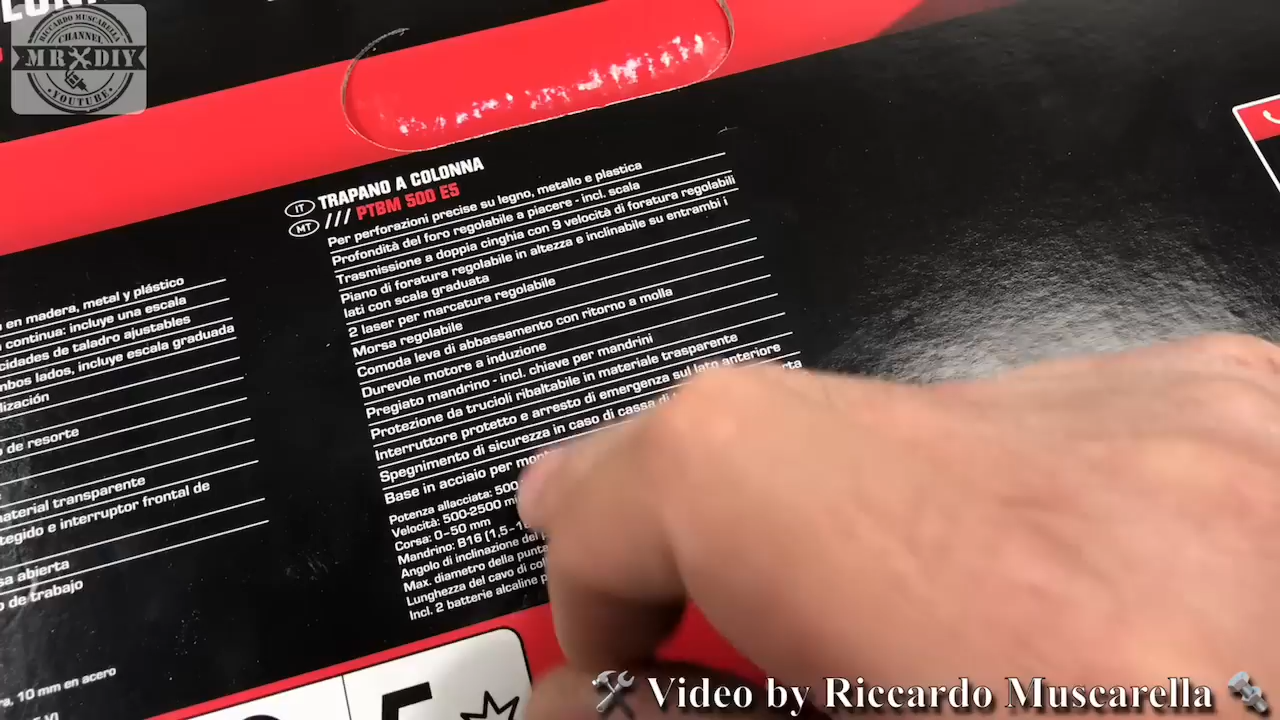 RICCARDO MUSCARELLA
CHANNEL
MR DIY
YOUTUBE
IT TRAPANO A COLONNA
MT /// PTBM 500 E5
Per perforazioni precise su legno, metallo e plastica
Profondità del foro regolabile a piacere - incl. scala
Trasmissione a doppia cinghia con 9 velocità di foratura regolabili
Piano di foratura regolabile in altezza e inclinabile su entrambi i
lati con scala graduata
2 laser per marcatura regolabile
Morsa regolabile
Comoda leva di abbassamento con ritorno a molla
Durevole motore a induzione
Pregiato mandrino - incl. chiave per mandrini
Protezione da trucioli ribaltabile in materiale trasparente
Interruttore protetto e arresto di emergenza sul lato anteriore
Spegnimento di sicurezza in caso di cassa di
Base in acciaio per
Potenza allacciata: 500
Velocità: 500-2500
Corsa: 0-50 mm
Mandrino: B16 (1,5-16
Angolo di inclinazione del
Max. diametro della punta
Lunghezza del cavo di
Incl. 2 batterie alcaline
en madera, metal y plástico
continua: incluye una escala
cidades de taladro ajustables
mbos lados, incluye escala graduada
lización
de resorte
material transparente
tegido e interruptor frontal de
sa abierta
o de trabajo
ra, 10 mm en acero
Video by Riccardo Muscarella